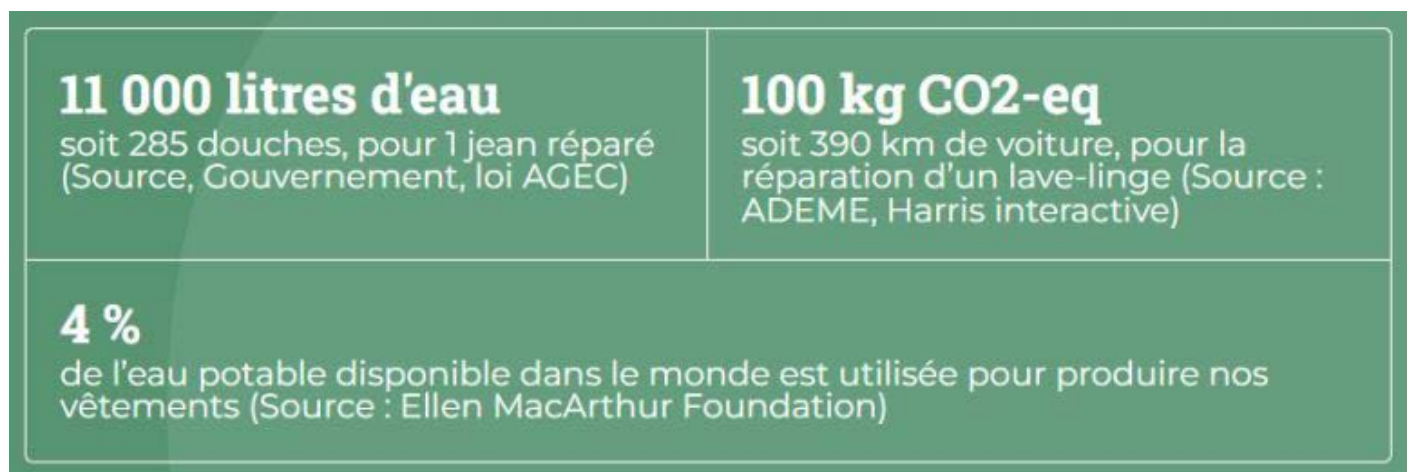 11 000 litres d'eau
soit 285 douches, pour 1 jean réparé
(Source, Gouvernement, loi AGEC)
100 kg CO2-eq
soit 390 km de voiture, pour la
réparation d’un lave-linge (Source :
ADEME, Harris interactive)
4 %
de l’eau potable disponible dans le monde est utilisée pour produire nos
vêtements (Source : Ellen MacArthur Foundation)